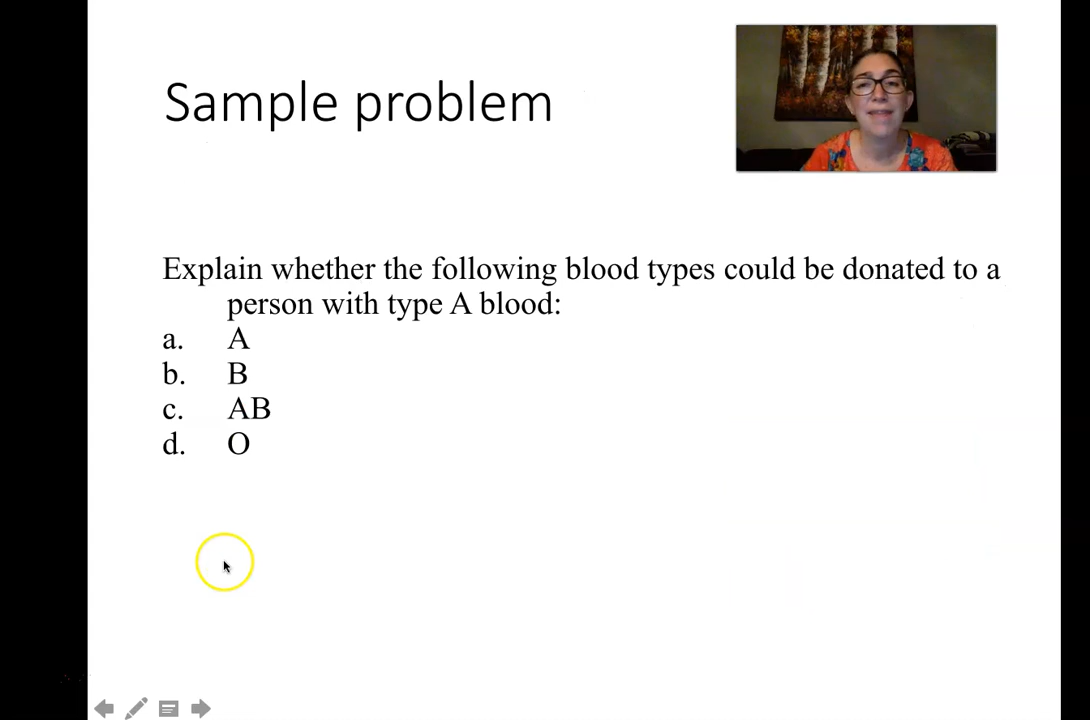 Sample problem
Explain whether the following blood types could be donated to a
person with type A blood:
a. A
b. B
c. AB
d. O